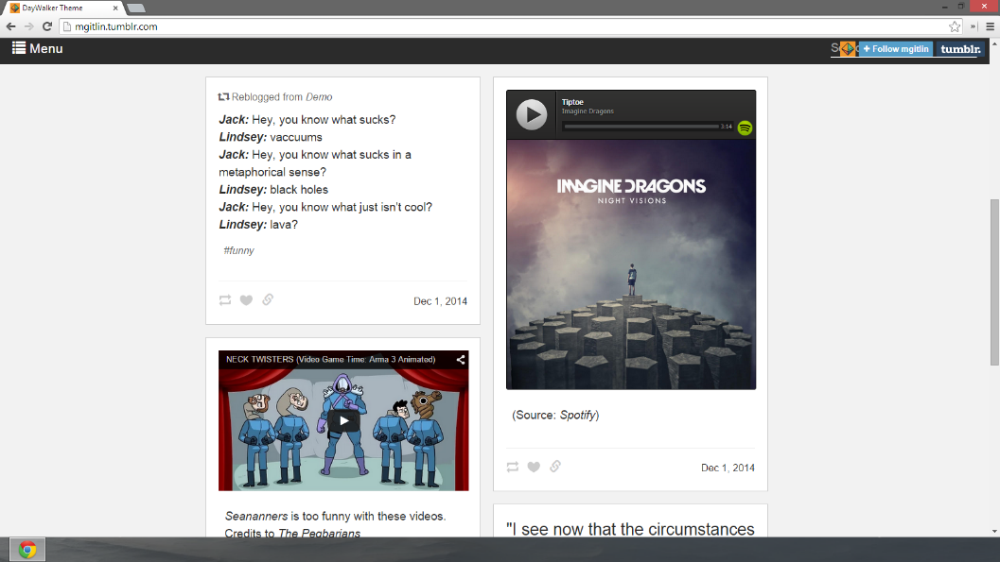 DayWalker Theme
mgitlin.tumblr.com
Menu
+ Follow mgitlin
tumblr.
Reblogged from Demo
Jack: Hey, you know what sucks?
Lindsey: vaccuums
Jack: Hey, you know what sucks in a
metaphorical sense?
Lindsey: black holes
Jack: Hey, you know what just isn't cool?
Lindsey: lava?
#funny
Dec 1, 2014
NECK TWISTERS (Video Game Time: Arma 3 Animated)
Seananners is too funny with these videos.
Credits to The Pegbarians
Tiptoe
Imagine Dragons
3:14
IMAGINE DRAGONS
NIGHT VISIONS
(Source: Spotify)
Dec 1, 2014
"I see now that the circumstances